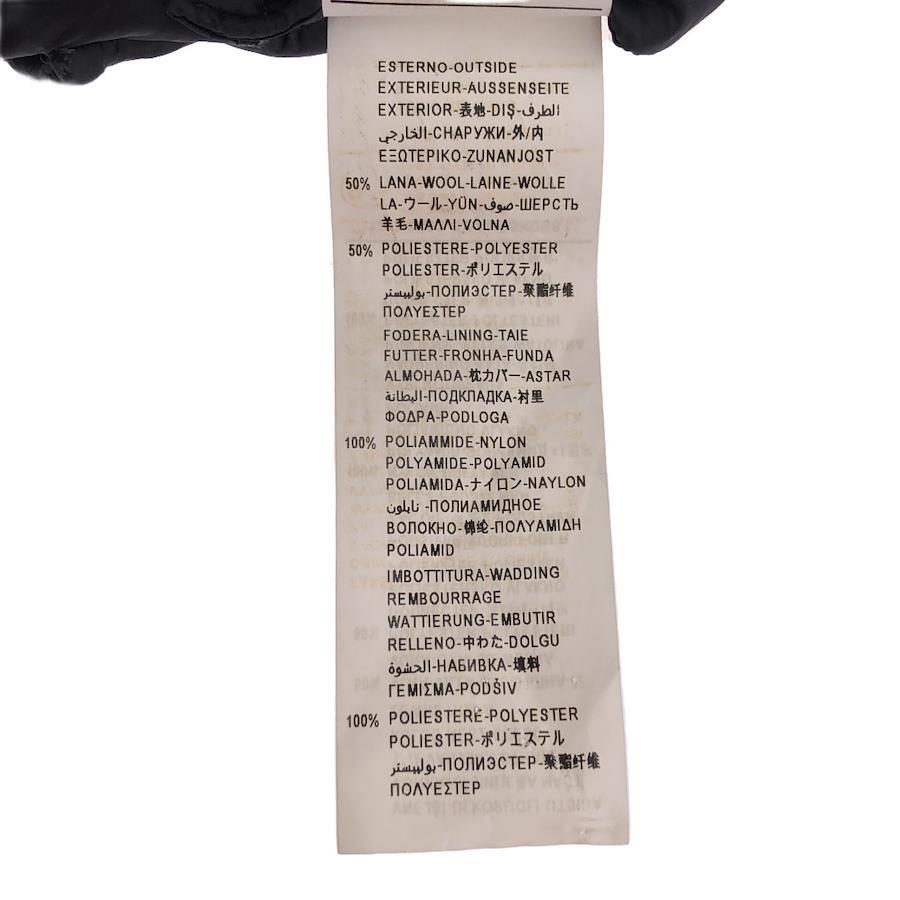 ESTERNO-OUTSIDE
EXTERIEUR-AUSSENSEITE
EXTERIOR-表地-DIŞ-الطرف
الخارجي-СНАРУЖИ-外/内
ΕΞΩΤΕΡΙΚΟ-ZUNANJOST
50% LANA-WOOL-LAINE-WOLLE
LA-ウール-YÜN-صوف-ШЕРСТЬ
羊毛-ΜΑΛΛΙ-VOLNA
50% POLIESTERE-POLYESTER
POLIESTER-ポリエステル
بوليبستر-ПОЛИЭСТЕР-聚酯纤维
ΠΟΛΥΕΣΤΕΡ
FODERA-LINING-TAIE
FUTTER-FRONHA-FUNDA
ALMOHADA-枕カバー-ASTAR
البطانة-ПОДКЛАДКА-衬里
ΦΟΔΡΑ-PODLOGA
100% POLIAMMIDE-NYLON
POLYAMIDE-POLYAMID
POLIAMIDA-ナイロン-NAYLON
نايلون-ПОЛИАМИДНОЕ
ВОЛОКНО-锦纶-ΠΟΛΥΑΜΙΔΗ
POLIAMID
IMBOTTITURA-WADDING
REMBOURRAGE
WATTIERUNG-EMBUTIR
RELLENO-中わた-DOLGU
الحشوة-НАБИВКА-填料
ΓΕΜΙΣΜΑ-PODŠIV
100% POLIESTERE-POLYESTER
POLIESTER-ポリエステル
بوليبستر-ПОЛИЭСТЕР-聚酯纤维
ΠΟΛΥΕΣΤΕΡ